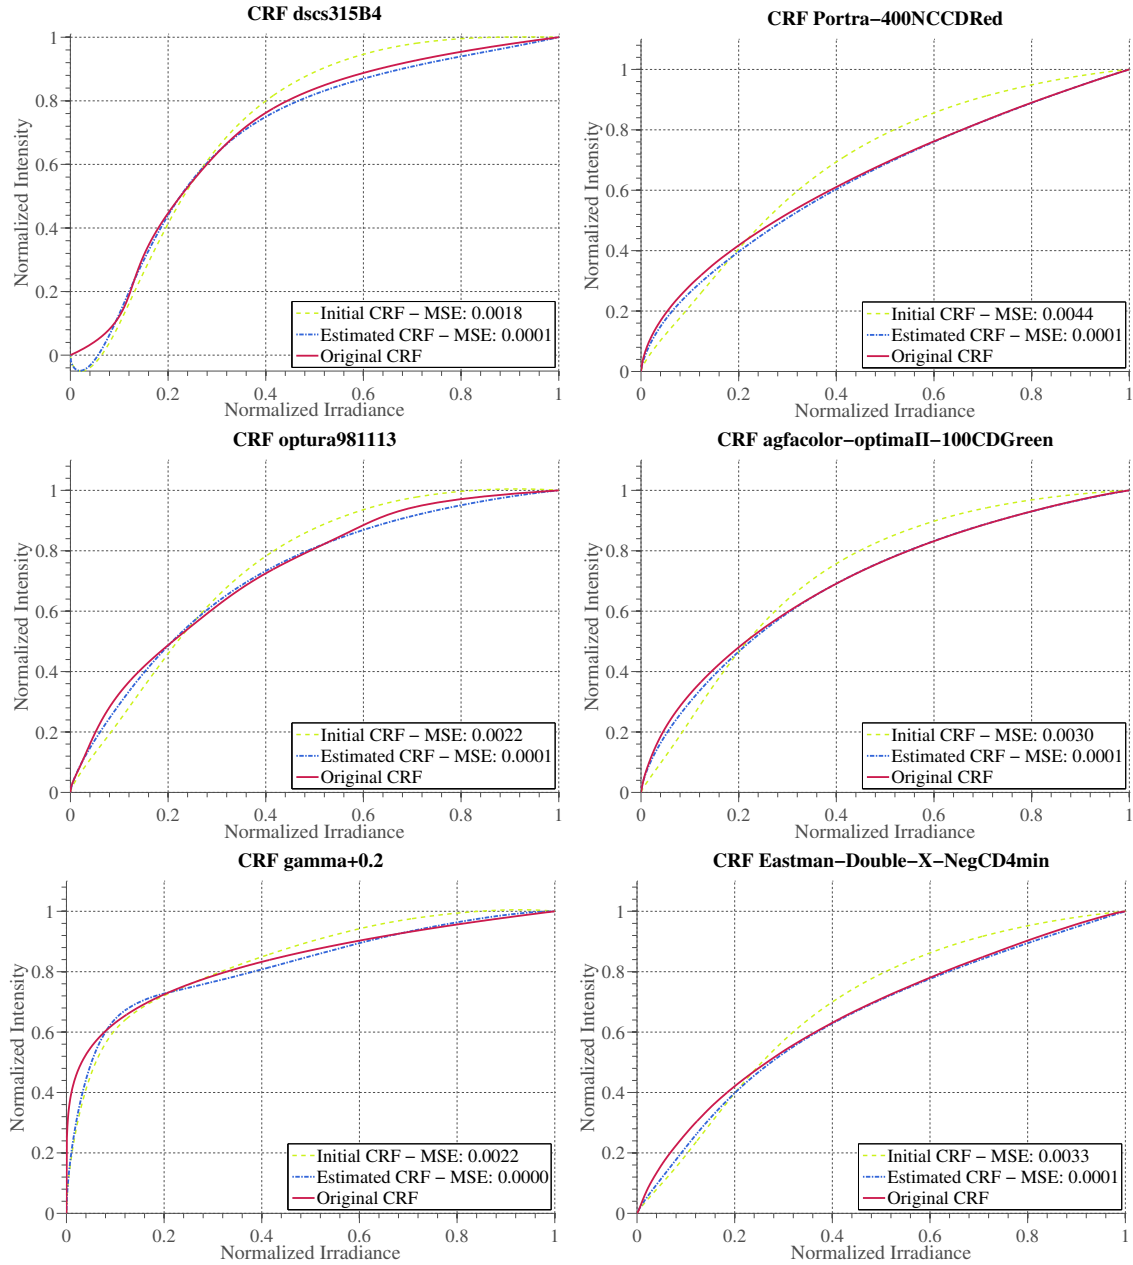 CRF dscs315B4
1
0.8
0.6
0.4
0.2
0
Normalized Intensity
Initial CRF − MSE: 0.0018
Estimated CRF − MSE: 0.0001
Original CRF
0 0.2 0.4 0.6 0.8 1
Normalized Irradiance
CRF Portra−400NCCDRed
1
0.8
0.6
0.4
0.2
0
Normalized Intensity
Initial CRF − MSE: 0.0044
Estimated CRF − MSE: 0.0001
Original CRF
0 0.2 0.4 0.6 0.8 1
Normalized Irradiance
CRF optura981113
1
0.8
0.6
0.4
0.2
0
Normalized Intensity
Initial CRF − MSE: 0.0022
Estimated CRF − MSE: 0.0001
Original CRF
0 0.2 0.4 0.6 0.8 1
Normalized Irradiance
CRF agfacolor−optimaII−100CDGreen
1
0.8
0.6
0.4
0.2
0
Normalized Intensity
Initial CRF − MSE: 0.0030
Estimated CRF − MSE: 0.0001
Original CRF
0 0.2 0.4 0.6 0.8 1
Normalized Irradiance
CRF gamma+0.2
1
0.8
0.6
0.4
0.2
0
Normalized Intensity
Initial CRF − MSE: 0.0022
Estimated CRF − MSE: 0.0000
Original CRF
0 0.2 0.4 0.6 0.8 1
Normalized Irradiance
CRF Eastman−Double−X−NegCD4min
1
0.8
0.6
0.4
0.2
0
Normalized Intensity
Initial CRF − MSE: 0.0033
Estimated CRF − MSE: 0.0001
Original CRF
0 0.2 0.4 0.6 0.8 1
Normalized Irradiance